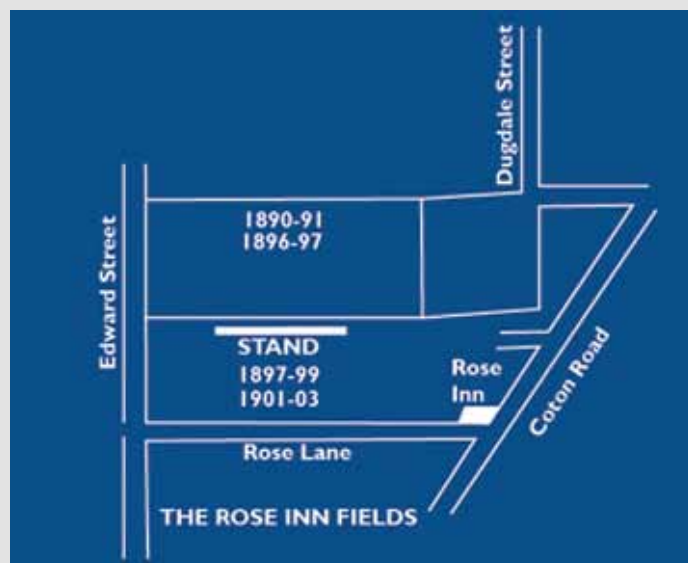 Dugdale Street
Edward Street
1890-91
1896-97
STAND
1897-99
1901-03
Rose
Inn
Coton Road
Rose Lane
THE ROSE INN FIELDS